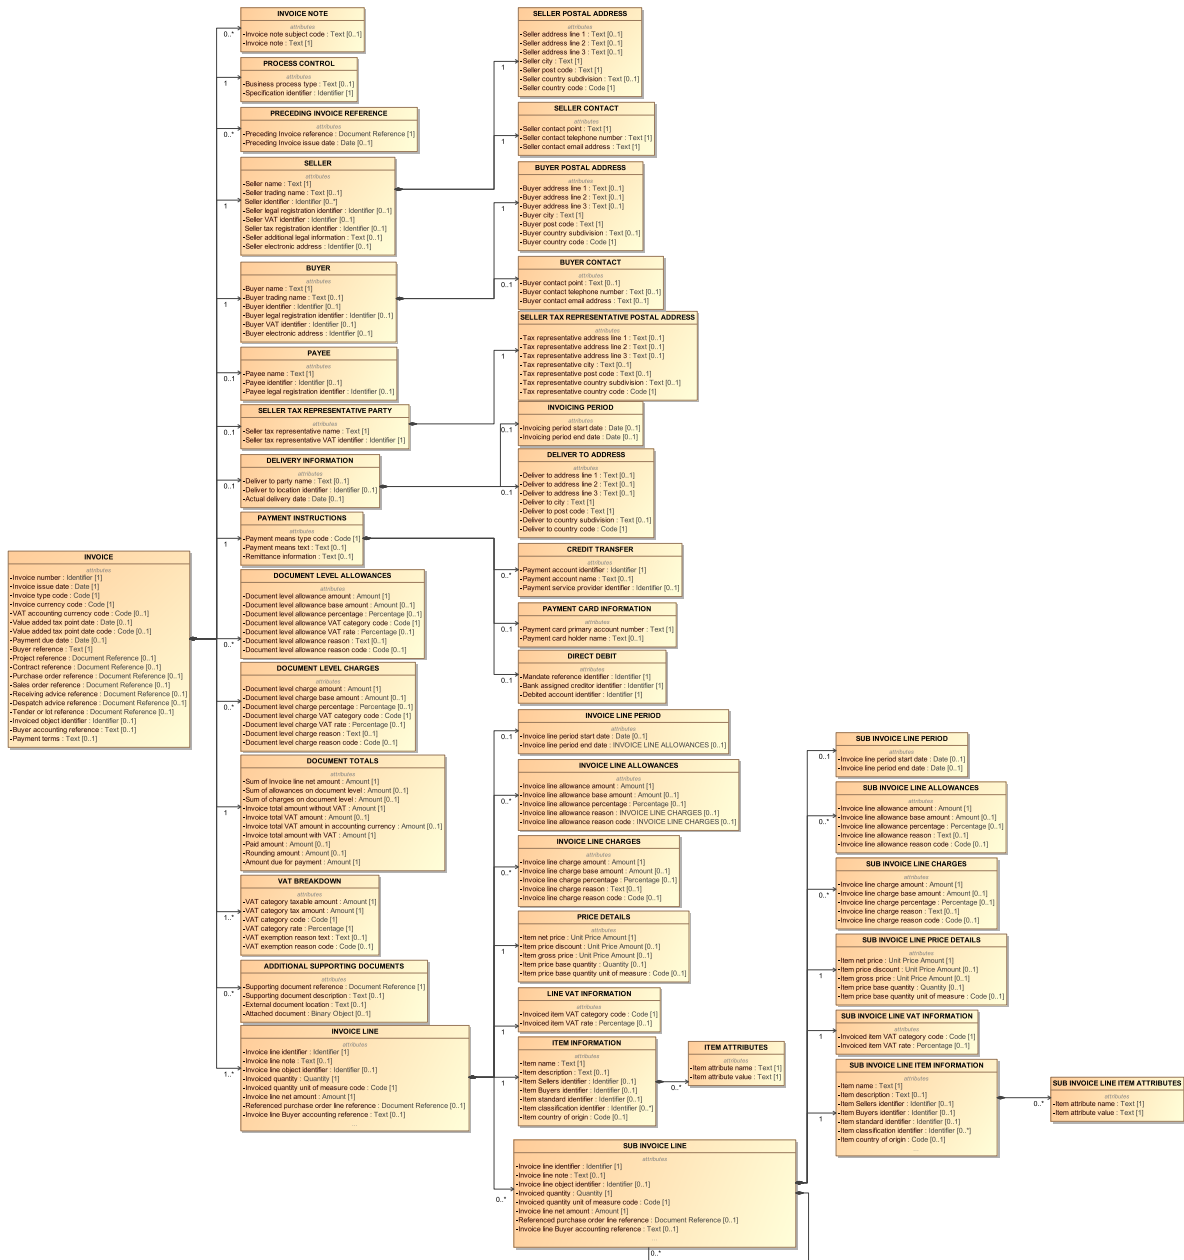 INVOICE
Invoice number : Identifier [1]
Invoice issue date : Date [1]
Invoice type code : Code [1]
Invoice currency code : Code [1]
VAT accounting currency code : Code [0..1]
Value added tax point date : Date [0..1]
Value added tax point date code : Code [0..1]
Payment due date : Date [0..1]
Buyer reference : Text [1]
Project reference : Document Reference [0..1]
Contract reference : Document Reference [0..1]
Purchase order reference : Document Reference [0..1]
Sales order reference : Document Reference [0..1]
Receiving advice reference : Document Reference [0..1]
Despatch advice reference : Document Reference [0..1]
Tender or lot reference : Document Reference [0..1]
Invoiced object identifier : Identifier [0..1]
Buyer accounting reference : Text [0..1]
Payment terms : Text [0..1]
0..*
INVOICE NOTE
attributes
-Invoice note subject code : Text [0..1]
-Invoice note : Text [1]
1
PROCESS CONTROL
attributes
-Business process type : Text [0..1]
-Specification identifier : Identifier [1]
0..*
PRECEDING INVOICE REFERENCE
attributes
-Preceding Invoice reference : Document Reference [1]
-Preceding Invoice issue date : Date [0..1]
1
SELLER
attributes
-Seller name : Text [1]
-Seller trading name : Text [0..1]
Seller identifier : Identifier [0..*]
-Seller legal registration identifier : Identifier [0..1]
-Seller VAT identifier : Identifier [0..1]
Seller tax registration identifier : Identifier [0..1]
-Seller additional legal information : Text [0..1]
-Seller electronic address : Identifier [0..1]
1
BUYER
attributes
-Buyer name : Text [1]
-Buyer trading name : Text [0..1]
-Buyer identifier : Identifier [0..1]
-Buyer legal registration identifier : Identifier [0..1]
-Buyer VAT identifier : Identifier [0..1]
-Buyer electronic address : Identifier [0..1]
0..1
PAYEE
attributes
-Payee name : Text [1]
-Payee identifier : Identifier [0..1]
-Payee legal registration identifier : Identifier [0..1]
0..1
SELLER TAX REPRESENTATIVE PARTY
attributes
-Seller tax representative name : Text [1]
-Seller tax representative VAT identifier : Identifier [1]
0..1
DELIVERY INFORMATION
attributes
-Deliver to party name : Text [0..1]
-Deliver to location identifier : Identifier [0..1]
-Actual delivery date : Date [0..1]
1
PAYMENT INSTRUCTIONS
attributes
-Payment means type code : Code [1]
-Payment means text : Text [0..1]
-Remittance information : Text [0..1]
0..*
DOCUMENT LEVEL ALLOWANCES
attributes
-Document level allowance amount : Amount [1]
-Document level allowance base amount : Amount [0..1]
-Document level allowance percentage : Percentage [0..1]
-Document level allowance VAT category code : Code [1]
-Document level allowance VAT rate : Percentage [0..1]
-Document level allowance reason : Text [0..1]
-Document level allowance reason code : Code [0..1]
0..*
DOCUMENT LEVEL CHARGES
attributes
-Document level charge amount : Amount [1]
-Document level charge base amount : Amount [0..1]
-Document level charge percentage : Percentage [0..1]
-Document level charge VAT category code : Code [1]
-Document level charge VAT rate : Percentage [0..1]
-Document level charge reason : Text [0..1]
-Document level charge reason code : Code [0..1]
1
DOCUMENT TOTALS
attributes
-Sum of Invoice line net amount : Amount [1]
-Sum of allowances on document level : Amount [0..1]
-Sum of charges on document level : Amount [0..1]
-Invoice total amount without VAT : Amount [1]
-Invoice total VAT amount : Amount [0..1]
-Invoice total VAT amount in accounting currency : Amount [0..1]
-Invoice total amount with VAT : Amount [1]
-Paid amount : Amount [0..1]
-Rounding amount : Amount [0..1]
-Amount due for payment : Amount [1]
1..*
VAT BREAKDOWN
attributes
-VAT category taxable amount : Amount [1]
-VAT category tax amount : Amount [1]
-VAT category code : Code [1]
-VAT category rate : Percentage [1]
-VAT exemption reason text : Text [0..1]
-VAT exemption reason code : Code [0..1]
0..*
ADDITIONAL SUPPORTING DOCUMENTS
attributes
-Supporting document reference : Document Reference [1]
-Supporting document description : Text [0..1]
-External document location : Text [0..1]
-Attached document : Binary Object [0..1]
1..*
INVOICE LINE
attributes
-Invoice line identifier : Identifier [1]
-Invoice line note : Text [0..1]
-Invoice line object identifier : Identifier [0..1]
-Invoiced quantity : Quantity [1]
-Invoiced quantity unit of measure code : Code [1]
-Invoice line net amount : Amount [1]
-Referenced purchase order line reference : Document Reference [0..1]
-Invoice line Buyer accounting reference : Text [0..1]
...
1
SELLER POSTAL ADDRESS
attributes
-Seller address line 1 : Text [0..1]
-Seller address line 2 : Text [0..1]
-Seller address line 3 : Text [0..1]
-Seller city : Text [1]
-Seller post code : Text [1]
-Seller country subdivision : Text [0..1]
-Seller country code : Code [1]
1
SELLER CONTACT
attributes
-Seller contact point : Text [1]
-Seller contact telephone number : Text [1]
-Seller contact email address : Text [1]
1
BUYER POSTAL ADDRESS
attributes
-Buyer address line 1 : Text [0..1]
-Buyer address line 2 : Text [0..1]
-Buyer address line 3 : Text [0..1]
-Buyer city : Text [1]
-Buyer post code : Text [1]
-Buyer country subdivision : Text [0..1]
-Buyer country code : Code [1]
0..1
BUYER CONTACT
attributes
-Buyer contact point : Text [0..1]
-Buyer contact telephone number : Text [0..1]
-Buyer contact email address : Text [0..1]
1
SELLER TAX REPRESENTATIVE POSTAL ADDRESS
attributes
-Tax representative address line 1 : Text [0..1]
-Tax representative address line 2 : Text [0..1]
-Tax representative address line 3 : Text [0..1]
-Tax representative city : Text [0..1]
-Tax representative post code : Text [0..1]
-Tax representative country subdivision : Text [0..1]
-Tax representative country code : Code [1]
0..1
INVOICING PERIOD
attributes
-Invoicing period start date : Date [0..1]
-Invoicing period end date : Date [0..1]
0..1
DELIVER TO ADDRESS
attributes
-Deliver to address line 1 : Text [0..1]
-Deliver to address line 2 : Text [0..1]
-Deliver to address line 3 : Text [0..1]
-Deliver to city : Text [1]
-Deliver to post code : Text [1]
-Deliver to country subdivision : Text [0..1]
-Deliver to country code : Code [1]
0..*
CREDIT TRANSFER
attributes
-Payment account identifier : Identifier [1]
-Payment account name : Text [0..1]
-Payment service provider identifier : Identifier [0..1]
0..1
PAYMENT CARD INFORMATION
attributes
-Payment card primary account number : Text [1]
-Payment card holder name : Text [0..1]
0..1
DIRECT DEBIT
attributes
-Mandate reference identifier : Identifier [1]
-Bank assigned creditor identifier : Identifier [1]
-Debited account identifier : Identifier [1]
0..1
INVOICE LINE PERIOD
attributes
-Invoice line period start date : Date [0..1]
-Invoice line period end date : INVOICE LINE ALLOWANCES [0..1]
0..*
INVOICE LINE ALLOWANCES
attributes
-Invoice line allowance amount : Amount [1]
-Invoice line allowance base amount : Amount [0..1]
-Invoice line allowance percentage : Percentage [0..1]
-Invoice line allowance reason : INVOICE LINE CHARGES [0..1]
-Invoice line allowance reason code : INVOICE LINE CHARGES [0..1]
0..*
INVOICE LINE CHARGES
attributes
-Invoice line charge amount : Amount [1]
-Invoice line charge base amount : Amount [0..1]
-Invoice line charge percentage : Percentage [0..1]
-Invoice line charge reason : Text [0..1]
-Invoice line charge reason code : Code [0..1]
1
PRICE DETAILS
attributes
-Item net price : Unit Price Amount [1]
-Item price discount : Unit Price Amount [0..1]
-Item gross price : Unit Price Amount [0..1]
-Item price base quantity : Quantity [0..1]
-Item price base quantity unit of measure : Code [0..1]
1
LINE VAT INFORMATION
attributes
-Invoiced item VAT category code : Code [1]
-Invoiced item VAT rate : Percentage [0..1]
1
ITEM INFORMATION
attributes
-Item name : Text [1]
-Item description : Text [0..1]
-Item Sellers identifier : Identifier [0..1]
-Item Buyers identifier : Identifier [0..1]
-Item standard identifier : Identifier [0..1]
-Item classification identifier : Identifier [0..*]
-Item country of origin : Code [0..1]
0..*
ITEM ATTRIBUTES
attributes
-Item attribute name : Text [1]
-Item attribute value : Text [1]
0..*
SUB INVOICE LINE
attributes
-Invoice line identifier : Identifier [1]
-Invoice line note : Text [0..1]
-Invoice line object identifier : Identifier [0..1]
-Invoiced quantity : Quantity [1]
-Invoiced quantity unit of measure code : Code [1]
-Invoice line net amount : Amount [1]
-Referenced purchase order line reference : Document Reference [0..1]
-Invoice line Buyer accounting reference : Text [0..1]
...
0..*
0..1
SUB INVOICE LINE PERIOD
attributes
-Invoice line period start date : Date [0..1]
-Invoice line period end date : Date [0..1]
0..*
SUB INVOICE LINE ALLOWANCES
attributes
-Invoice line allowance amount : Amount [1]
-Invoice line allowance base amount : Amount [0..1]
-Invoice line allowance percentage : Percentage [0..1]
-Invoice line allowance reason : Text [0..1]
-Invoice line allowance reason code : Code [0..1]
0..*
SUB INVOICE LINE CHARGES
attributes
-Invoice line charge amount : Amount [1]
-Invoice line charge base amount : Amount [0..1]
-Invoice line charge percentage : Percentage [0..1]
-Invoice line charge reason : Text [0..1]
-Invoice line charge reason code : Code [0..1]
1
SUB INVOICE LINE PRICE DETAILS
attributes
-Item net price : Unit Price Amount [1]
-Item price discount : Unit Price Amount [0..1]
-Item gross price : Unit Price Amount [0..1]
-Item price base quantity : Quantity [0..1]
-Item price base quantity unit of measure : Code [0..1]
1
SUB INVOICE LINE VAT INFORMATION
attributes
-Invoiced item VAT category code : Code [1]
-Invoiced item VAT rate : Percentage [0..1]
1
SUB INVOICE LINE ITEM INFORMATION
attributes
-Item name : Text [1]
-Item description : Text [0..1]
-Item Sellers identifier : Identifier [0..1]
-Item Buyers identifier : Identifier [0..1]
-Item standard identifier : Identifier [0..1]
-Item classification identifier : Identifier [0..*]
-Item country of origin : Code [0..1]
...
0..*
SUB INVOICE LINE ITEM ATTRIBUTES
attributes
-Item attribute name : Text [1]
-Item attribute value : Text [1]